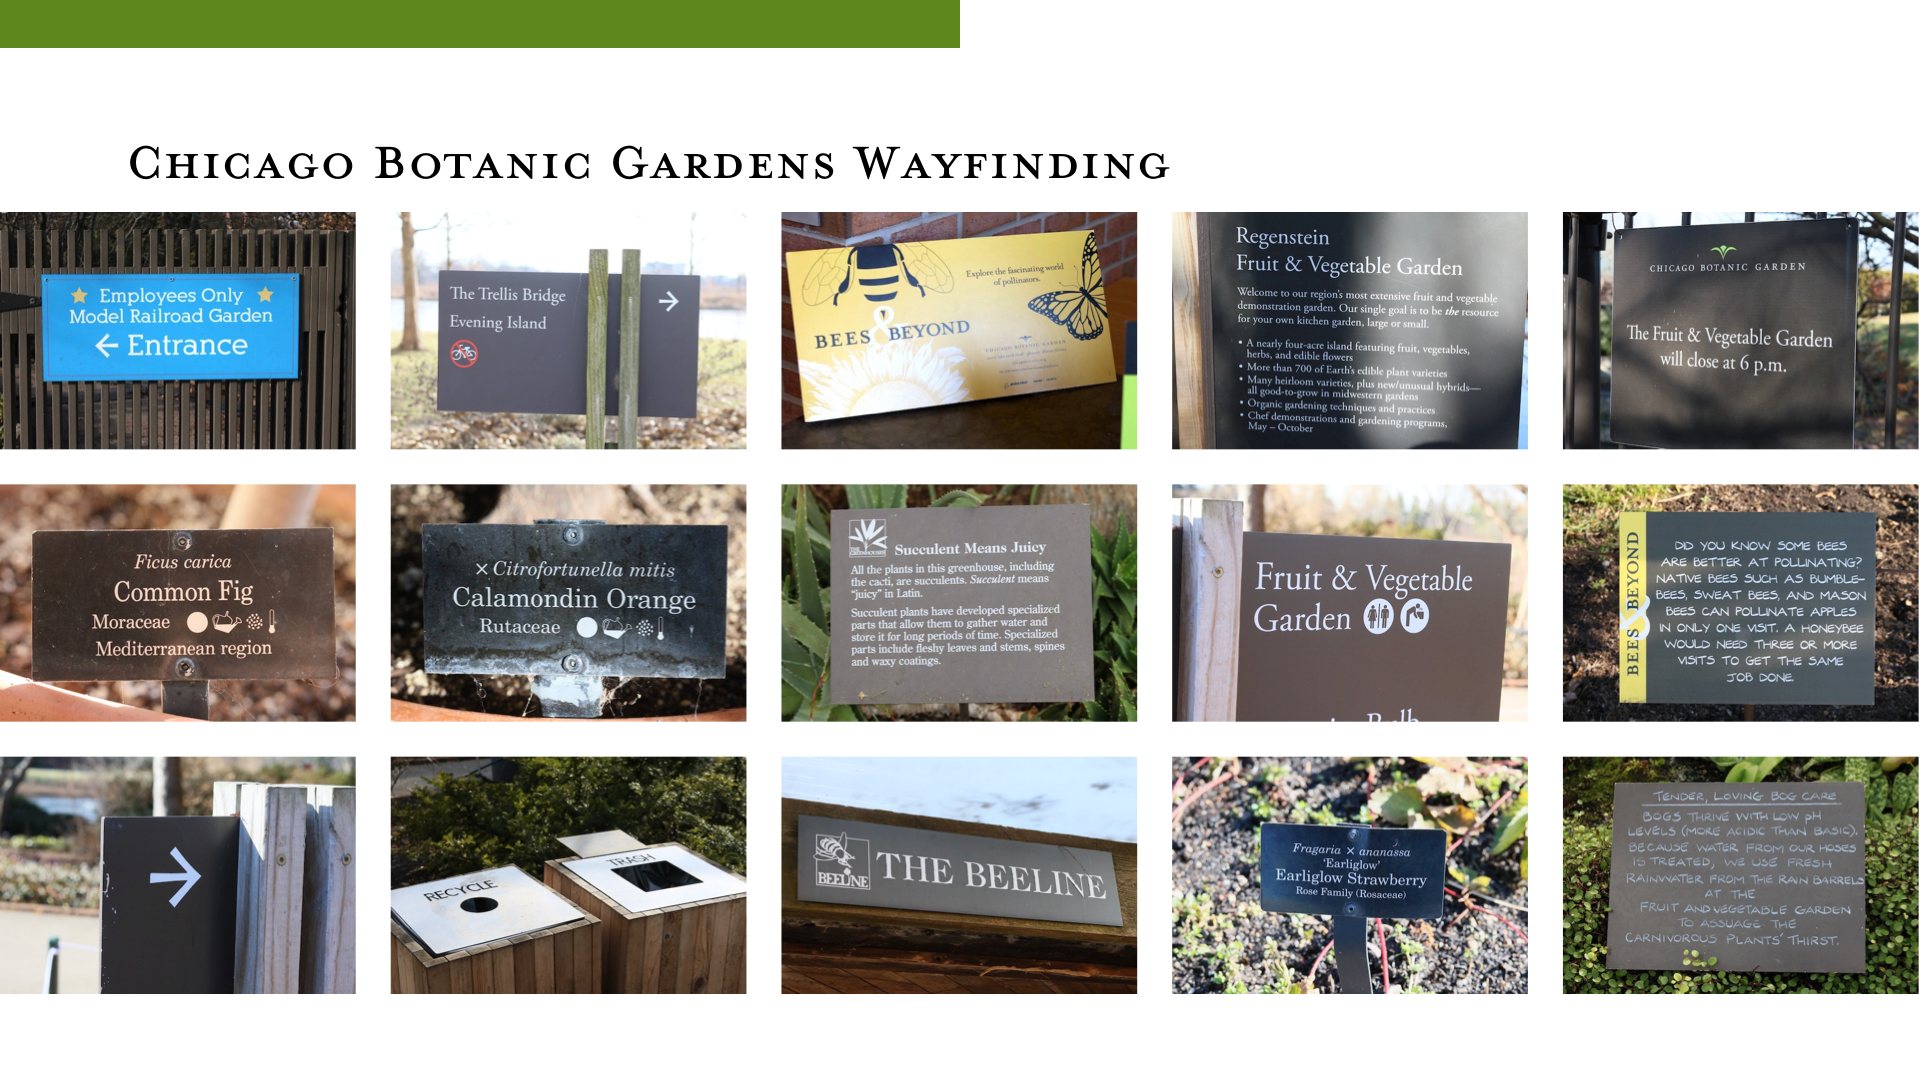 Chicago Botanic Gardens Wayfinding
Employees Only
Model Railroad Garden
← Entrance
The Trellis Bridge →
Evening Island
Explore the fascinating world
of pollinators.
BEES & BEYOND
CHICAGO BOTANIC GARDEN
Regenstein
Fruit & Vegetable Garden
Welcome to our region's most extensive fruit and vegetable
demonstration garden. Our single goal is to be the resource
for your own kitchen garden, large or small.
• A nearly four-acre island featuring fruit, vegetables,
herbs, and edible flowers
• More than 700 of Earth's edible plant varieties
• Many heirloom varieties, plus new/unusual hybrids—
all good-to-grow in midwestern gardens
• Organic gardening techniques and practices
• Chef demonstrations and gardening programs,
May – October
CHICAGO BOTANIC GARDEN
The Fruit & Vegetable Garden
will close at 6 p.m.
Ficus carica
Common Fig
Moraceae
Mediterranean region
× Citrofortunella mitis
Calamondin Orange
Rutaceae
THE GREENHOUSES
Succulent Means Juicy
All the plants in this greenhouse, including
the cacti, are succulents. Succulent means
"juicy" in Latin.
Succulent plants have developed specialized
parts that allow them to gather water and
store it for long periods of time. Specialized
parts include fleshy leaves and stems, spines
and waxy coatings.
Fruit & Vegetable
Garden
Bulb
BEES & BEYOND
DID YOU KNOW SOME BEES
ARE BETTER AT POLLINATING?
NATIVE BEES SUCH AS BUMBLE-
BEES, SWEAT BEES, AND MASON
BEES CAN POLLINATE APPLES
IN ONLY ONE VISIT. A HONEYBEE
WOULD NEED THREE OR MORE
VISITS TO GET THE SAME
JOB DONE.
→
RECYCLE
TRASH
BEELINE
THE BEELINE
Fragaria × ananassa
'Earliglow'
Earliglow Strawberry
Rose Family (Rosaceae)
TENDER, LOVING BOG CARE
BOGS THRIVE WITH LOW pH
LEVELS (MORE ACIDIC THAN BASIC).
BECAUSE WATER FROM OUR HOSES
IS TREATED, WE USE FRESH
RAINWATER FROM THE RAIN BARRELS
AT THE
FRUIT AND VEGETABLE GARDEN
TO ASSUAGE THE
CARNIVOROUS PLANTS' THIRST.